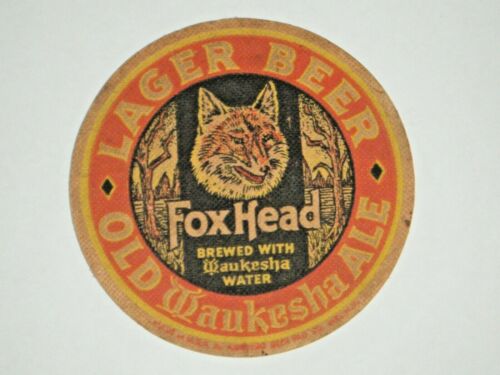 LAGER BEER
Fox Head
BREWED WITH
Waukesha
WATER
OLD Waukesha ALE